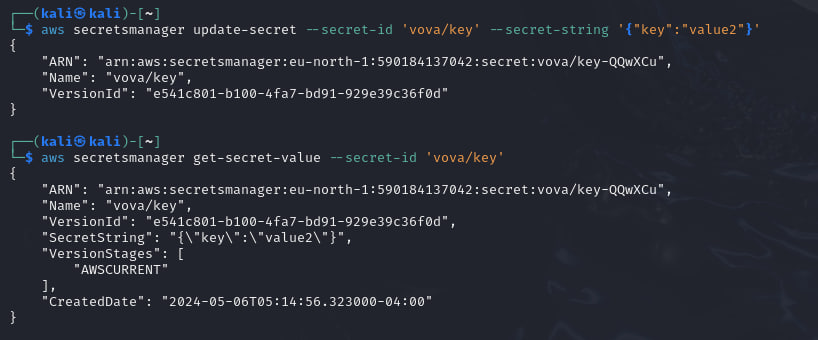 ┌──(kali㉿kali)-[~]
└─$ aws secretsmanager update-secret --secret-id 'vova/key' --secret-string '{"key":"value2"}'
{
    "ARN": "arn:aws:secretsmanager:eu-north-1:590184137042:secret:vova/key-QQwXCu",
    "Name": "vova/key",
    "VersionId": "e541c801-b100-4fa7-bd91-929e39c36f0d"
}
┌──(kali㉿kali)-[~]
└─$ aws secretsmanager get-secret-value --secret-id 'vova/key'
{
    "ARN": "arn:aws:secretsmanager:eu-north-1:590184137042:secret:vova/key-QQwXCu",
    "Name": "vova/key",
    "VersionId": "e541c801-b100-4fa7-bd91-929e39c36f0d",
    "SecretString": "{\"key\":\"value2\"}",
    "VersionStages": [
        "AWSCURRENT"
    ],
    "CreatedDate": "2024-05-06T05:14:56.323000-04:00"
}